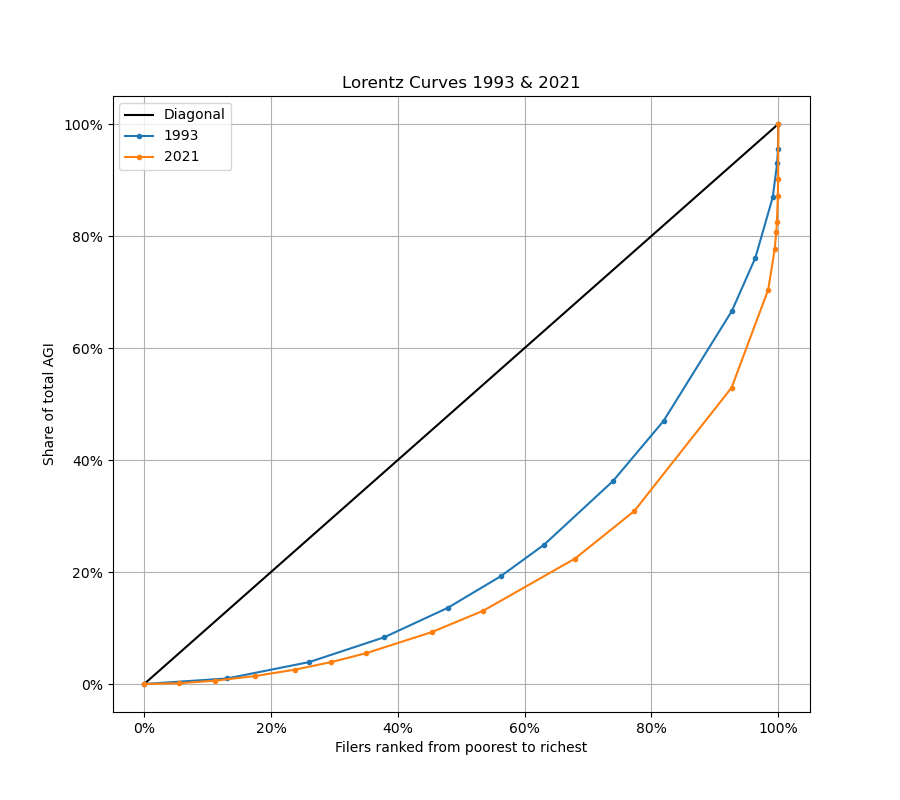 Lorentz Curves 1993 & 2021
Diagonal
1993
2021
100%
80%
60%
40%
20%
0%
Share of total AGI
0% 20% 40% 60% 80% 100%
Filers ranked from poorest to richest